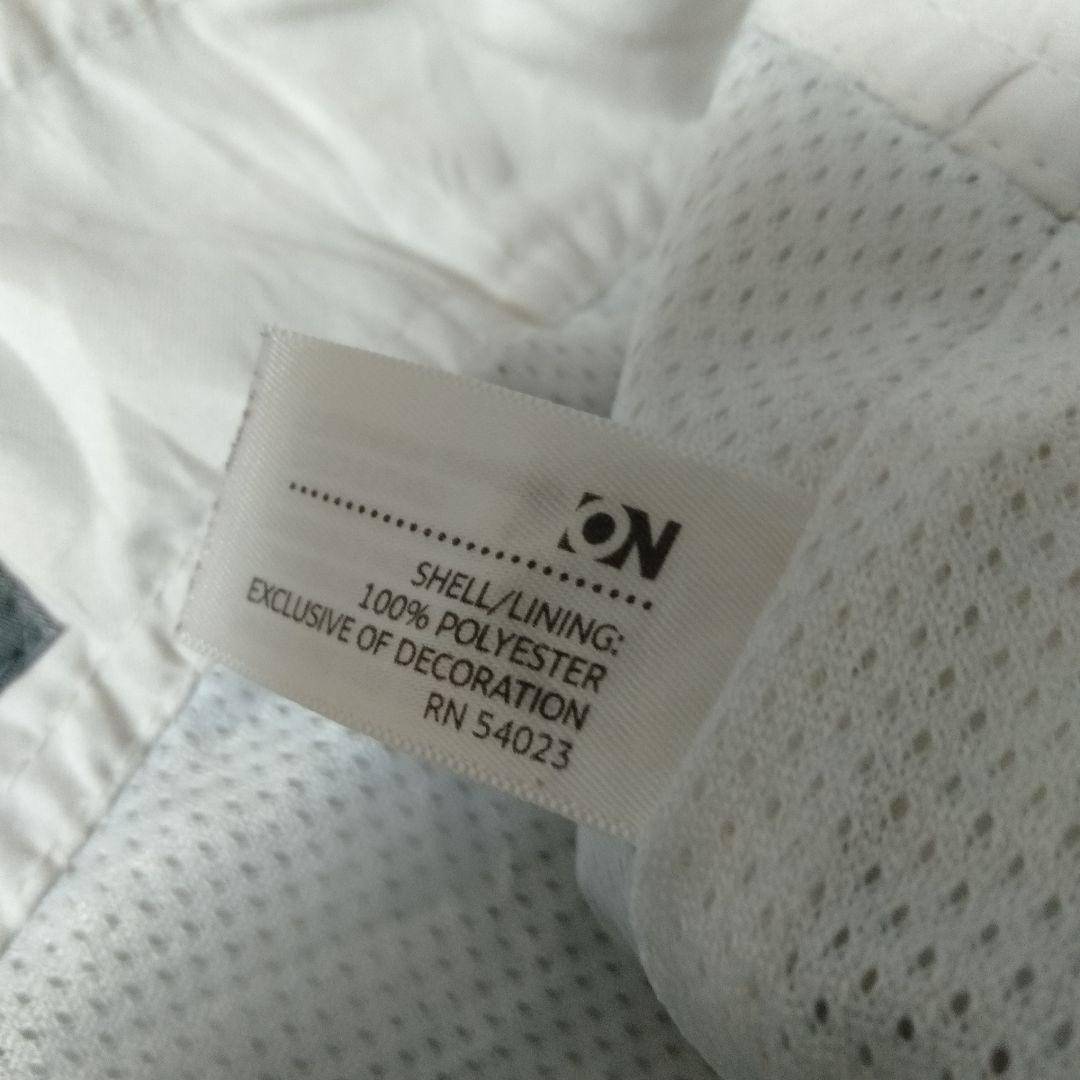 ON
SHELL/LINING:
100% POLYESTER
EXCLUSIVE OF DECORATION
RN 54023